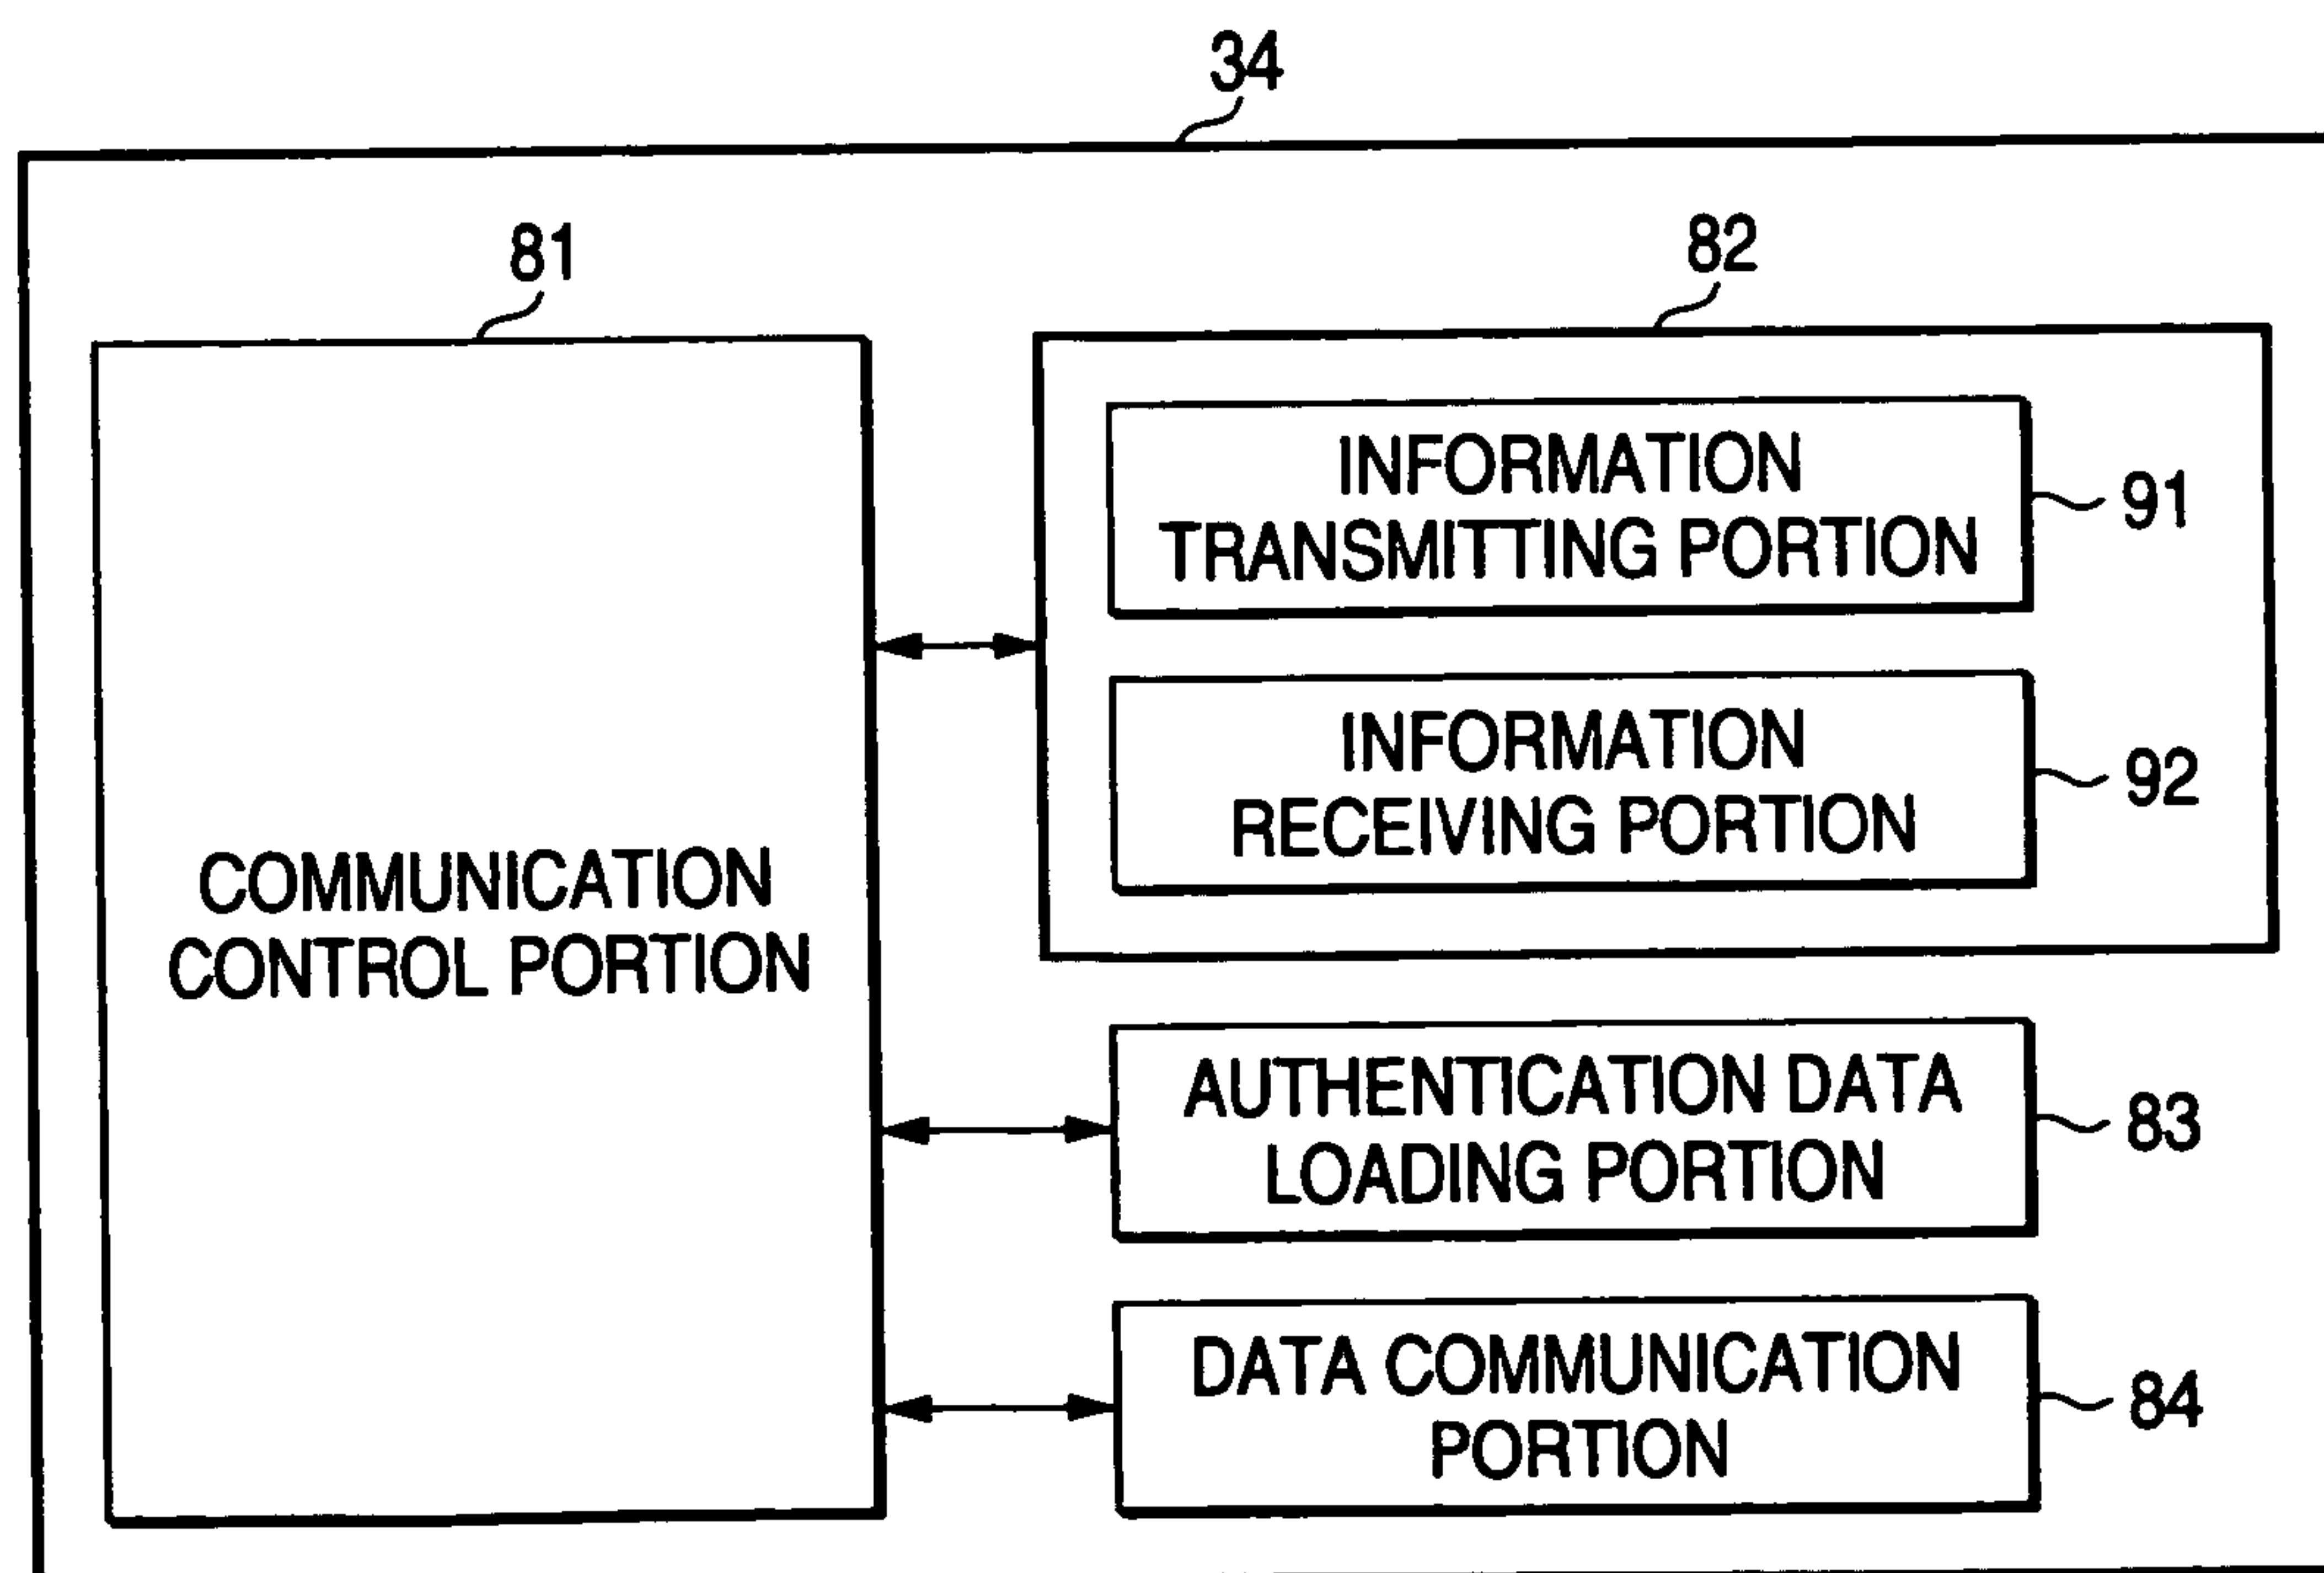 34
81
82
INFORMATION
TRANSMITTING PORTION
91
INFORMATION
RECEIVING PORTION
92
COMMUNICATION
CONTROL PORTION
AUTHENTICATION DATA
LOADING PORTION
83
DATA COMMUNICATION
PORTION
84